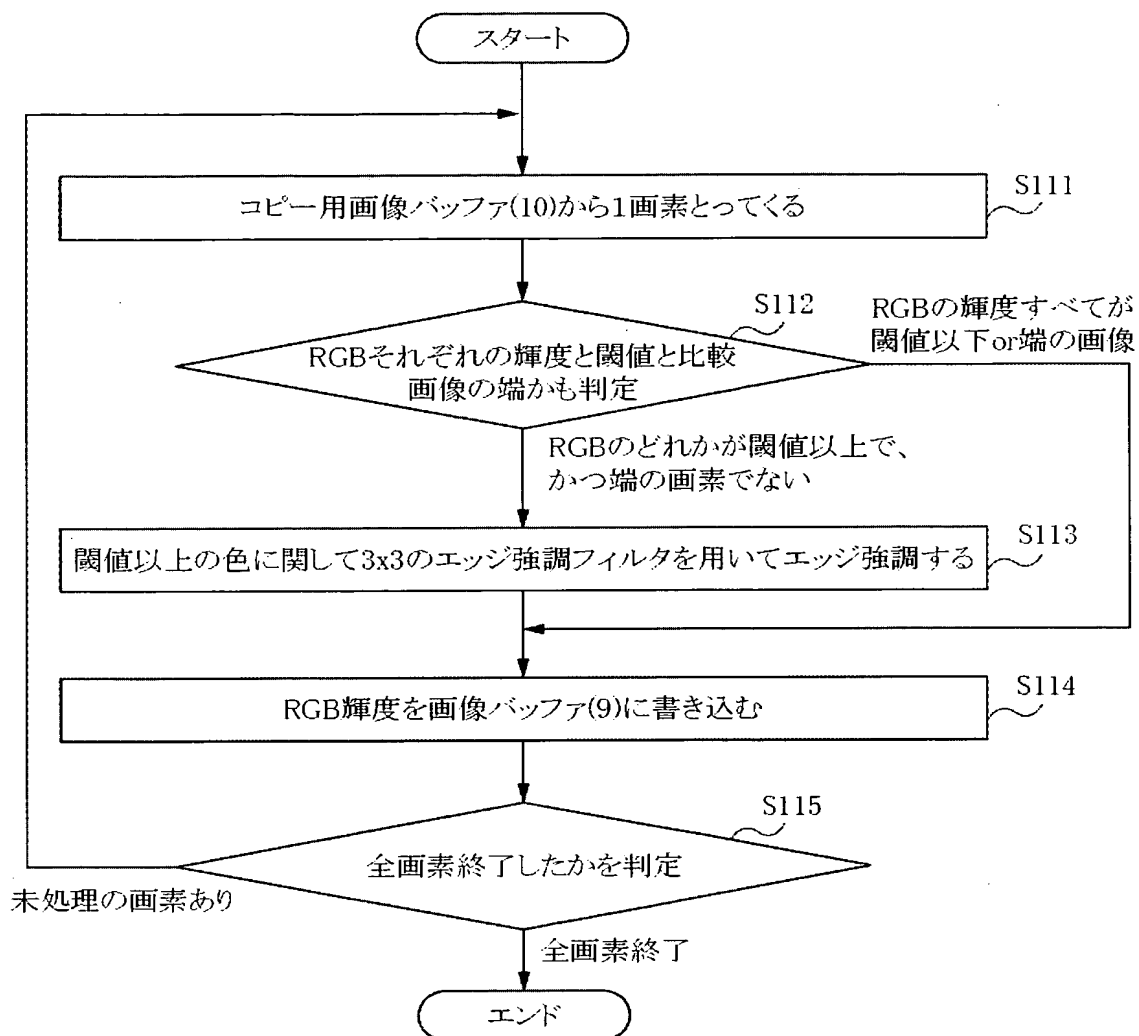 スタート
コピー用画像バッファ(10)から1画素とってくる
S111
S112
RGBそれぞれの輝度と閾値と比較
画像の端かも判定
RGBの輝度すべてが
閾値以下or端の画像
RGBのどれかが閾値以上で、
かつ端の画素でない
S113
閾値以上の色に関して3x3のエッジ強調フィルタを用いてエッジ強調する
S114
RGB輝度を画像バッファ(9)に書き込む
S115
全画素終了したかを判定
未処理の画素あり
全画素終了
エンド